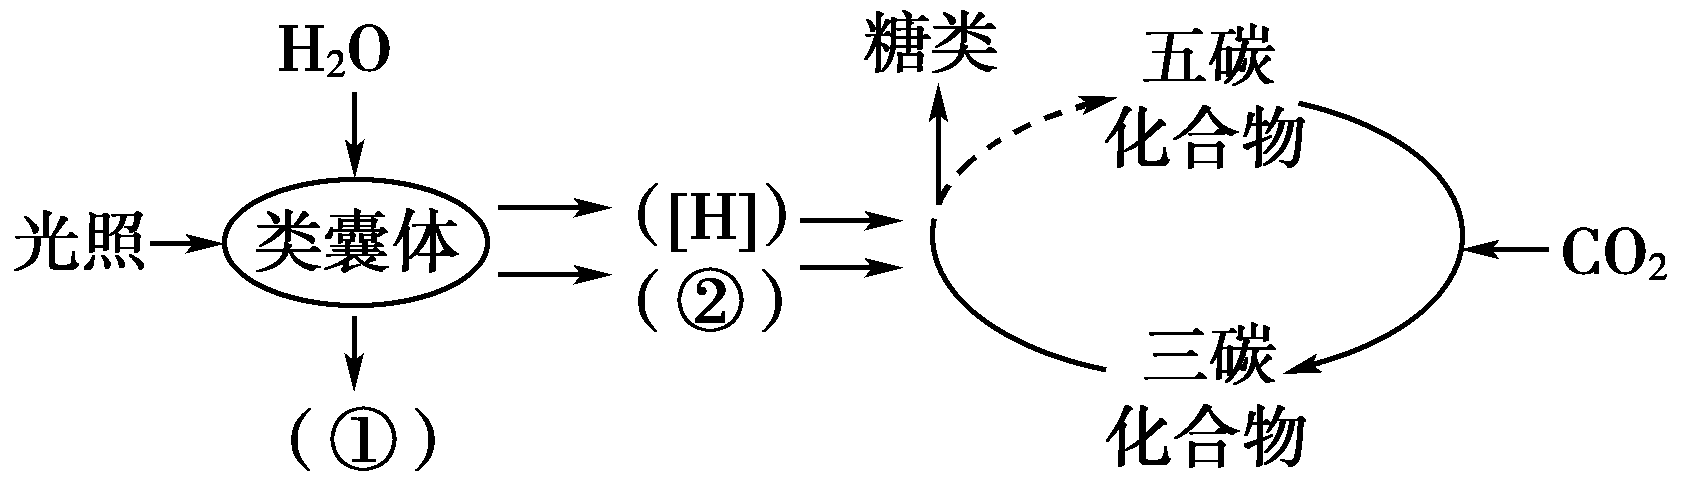 H₂O
光照
类囊体
(①)
([H])
(②)
糖类
五碳
化合物
CO₂
三碳
化合物